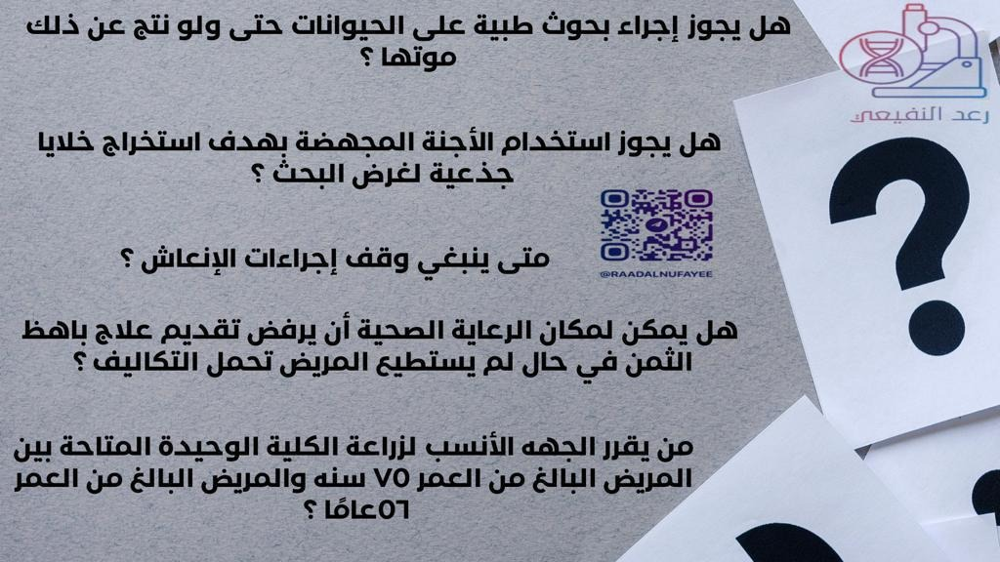 هل يجوز إجراء بحوث طبية على الحيوانات حتى ولو نتج عن ذلك
موتها ؟
هل يجوز استخدام الأجنة المجهضة بهدف استخراج خلايا
جذعية لغرض البحث ؟
متى ينبغي وقف إجراءات الإنعاش ؟
هل يمكن لمكان الرعاية الصحية أن يرفض تقديم علاج باهظ
الثمن في حال لم يستطيع المريض تحمل التكاليف ؟
من يقرر الجهه الأنسب لزراعة الكلية الوحيدة المتاحة بين
المريض البالغ من العمر ٧٥ سنه والمريض البالغ من العمر
٥٦عامًا ؟
رعد النفيعي
@RAADALNUFAYEE